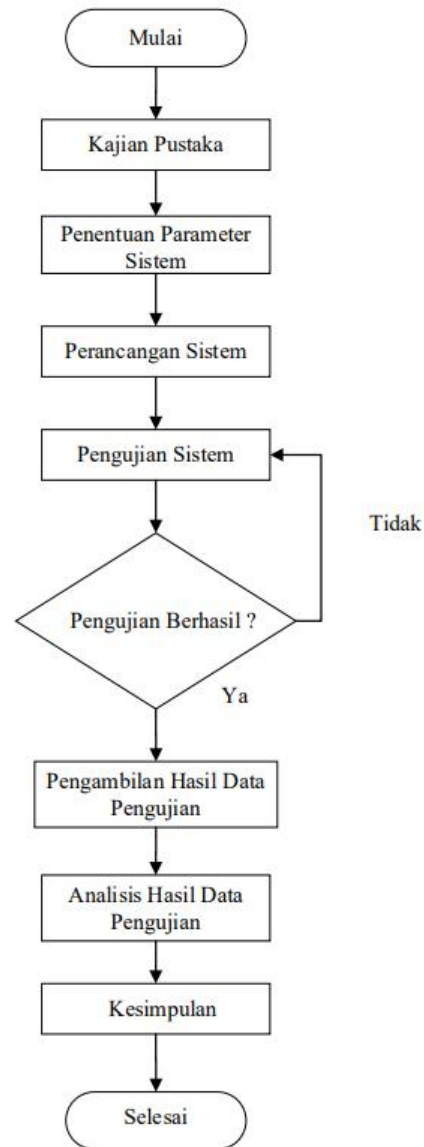 Mulai
Kajian Pustaka
Penentuan Parameter
Sistem
Perancangan Sistem
Pengujian Sistem
Tidak
Pengujian Berhasil ?
Ya
Pengambilan Hasil Data
Pengujian
Analisis Hasil Data
Pengujian
Kesimpulan
Selesai